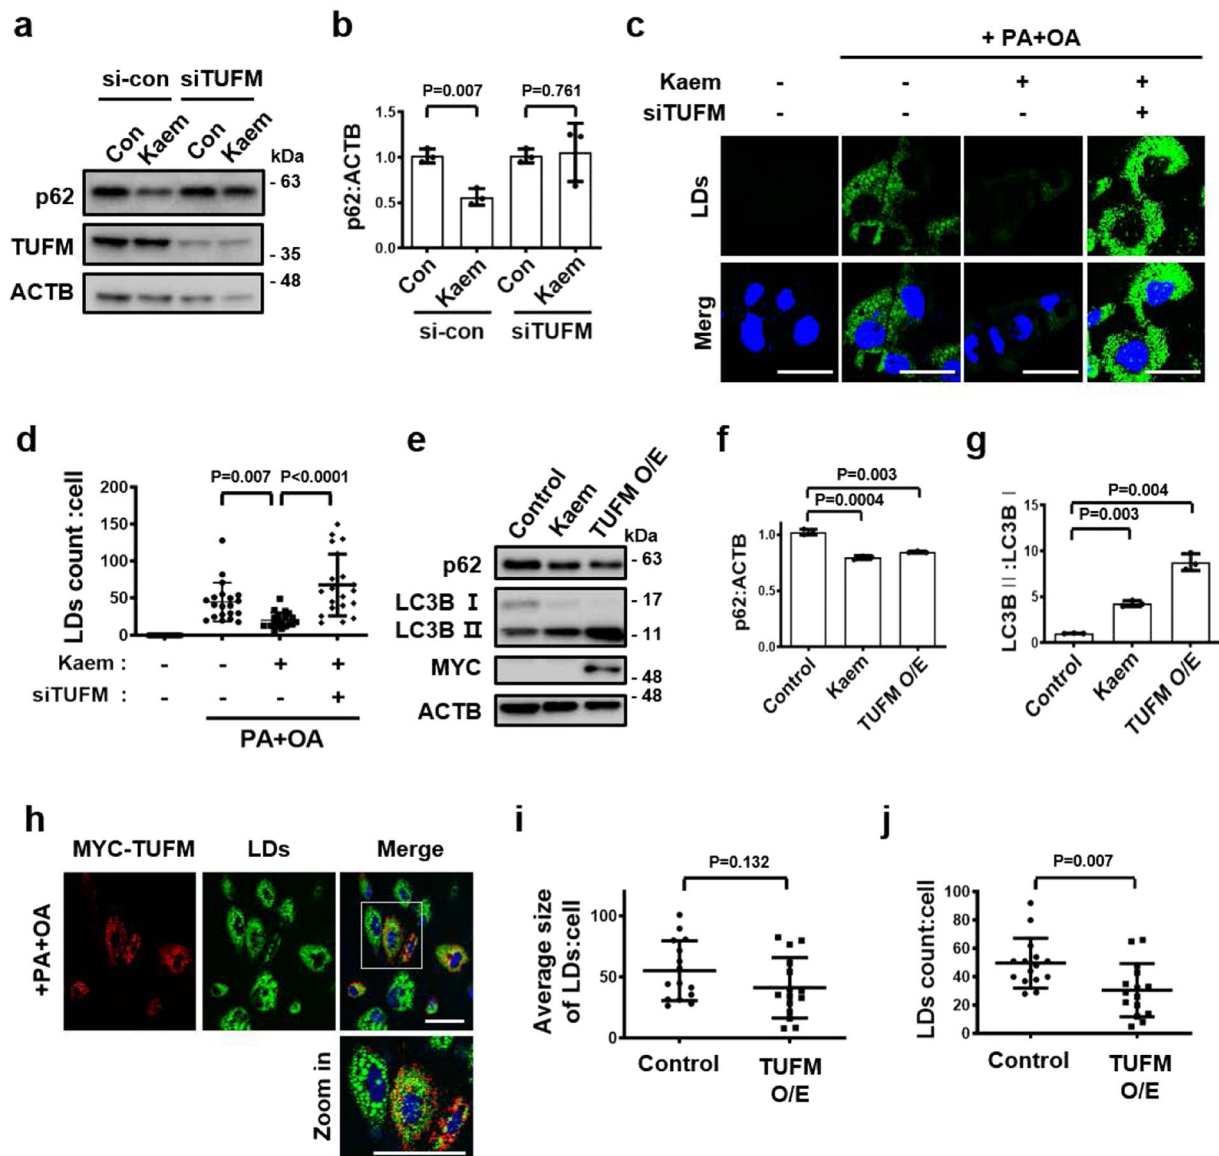 a
si-con siTUFM
Con Kaem Con Kaem kDa
p62 - 63
TUFM - 35
ACTB - 48
b
P=0.007 P=0.761
p62:ACTB
1.5
1.0
0.5
0.0
Con Kaem Con Kaem
si-con siTUFM
c
+ PA+OA
Kaem - - + +
siTUFM - - - +
LDs
Merg
d
P=0.007 P<0.0001
LDs count :cell
200
150
100
50
0
Kaem : - - + +
siTUFM : - - - +
PA+OA
e
Control Kaem TUFM O/E kDa
p62 - 63
LC3B I - 17
LC3B II - 11
MYC - 48
ACTB - 48
f
P=0.003
P=0.0004
p62:ACTB
1.0
0.5
0.0
Control Kaem TUFM O/E
g
P=0.004
P=0.003
LC3B II:LC3B I
15
10
5
0
Control Kaem TUFM O/E
h
MYC-TUFM LDs Merge
+PA+OA
Zoom in
i
P=0.132
Average size
of LDs:cell
100
50
0
Control TUFM
O/E
j
P=0.007
LDs count:cell
100
80
60
40
20
0
Control TUFM
O/E